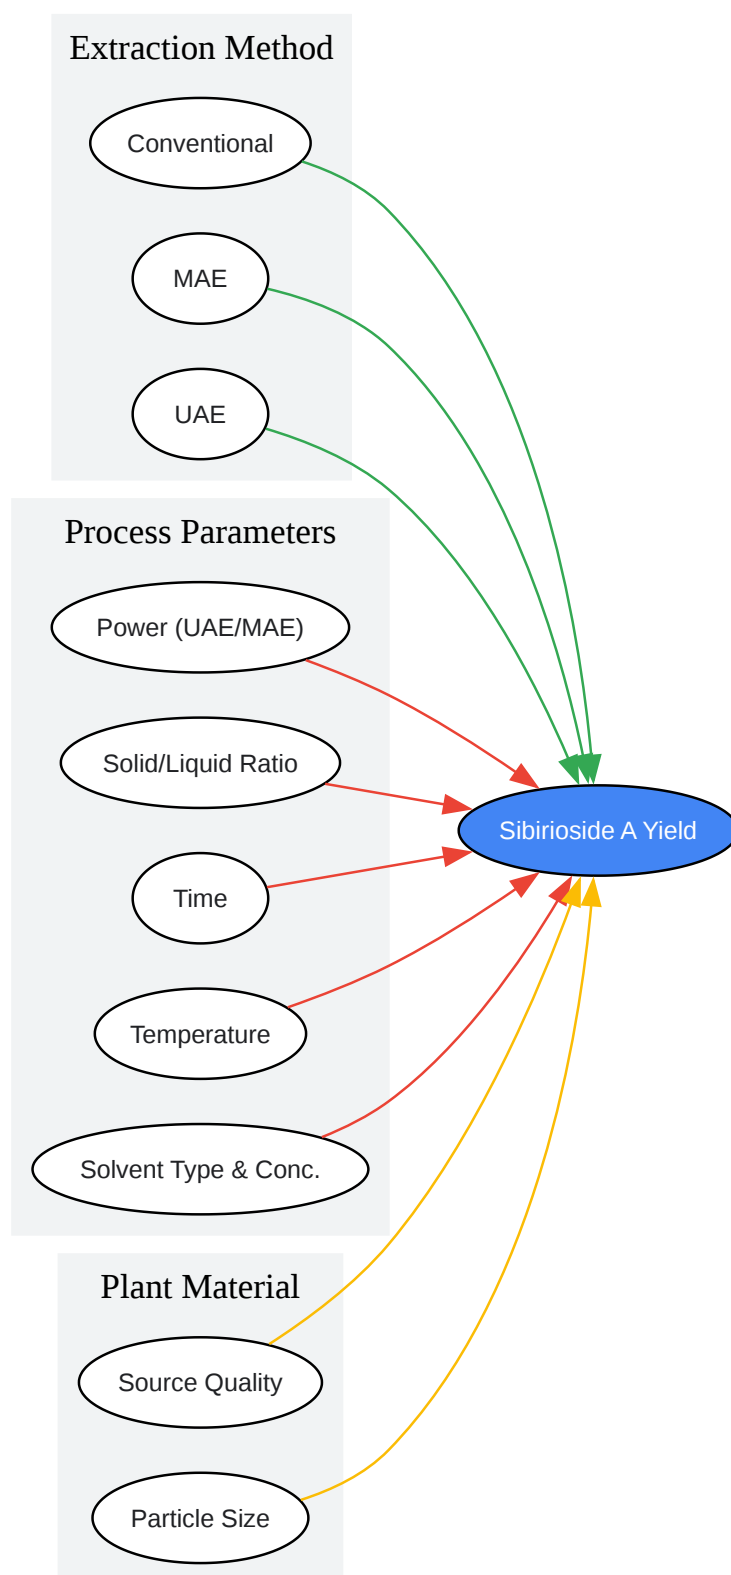 Extraction Method
Conventional
MAE
UAE
Process Parameters
Power (UAE/MAE)
Solid/Liquid Ratio
Time
Temperature
Solvent Type & Conc.
Sibirioside A Yield
Plant Material
Source Quality
Particle Size